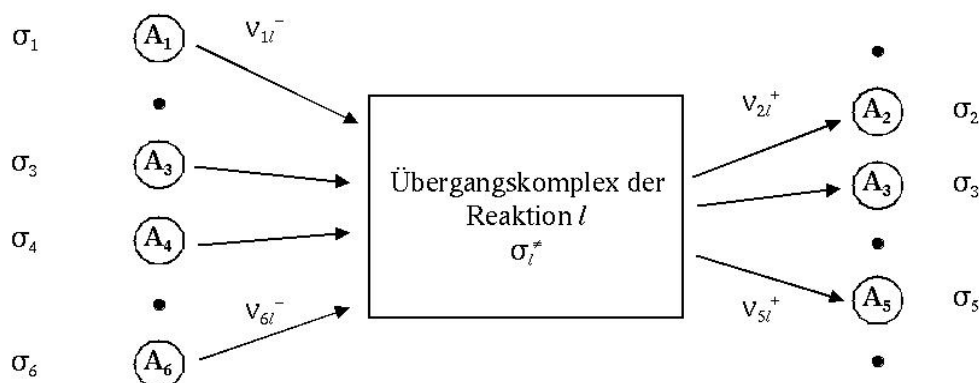 σ₁ A₁ ν₁ₗ⁻
σ₃ A₃
σ₄ A₄
σ₆ A₆ ν₆ₗ⁻
Übergangskomplex der
Reaktion l
σₗ≠
ν₂ₗ⁺ A₂ σ₂
A₃ σ₃
ν₅ₗ⁺ A₅ σ₅